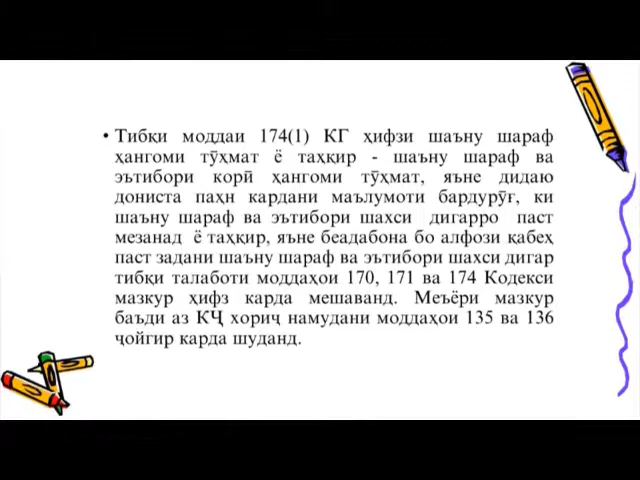 • Тибқи моддаи 174(1) КГ ҳифзи шаъну шараф
ҳангоми тӯҳмат ё таҳқир - шаъну шараф ва
эътибори корӣ ҳангоми тӯҳмат, яъне дидаю
дониста паҳн кардани маълумоти бардурӯғ, ки
шаъну шараф ва эътибори шахси дигарро паст
мезанад ё таҳқир, яъне беадабона бо алфози қабеҳ
паст задани шаъну шараф ва эътибори шахси дигар
тибқи талаботи моддаҳои 170, 171 ва 174 Кодекси
мазкур ҳифз карда мешаванд. Меъёри мазкур
баъди аз КҶ хориҷ намудани моддаҳои 135 ва 136
ҷойгир карда шуданд.